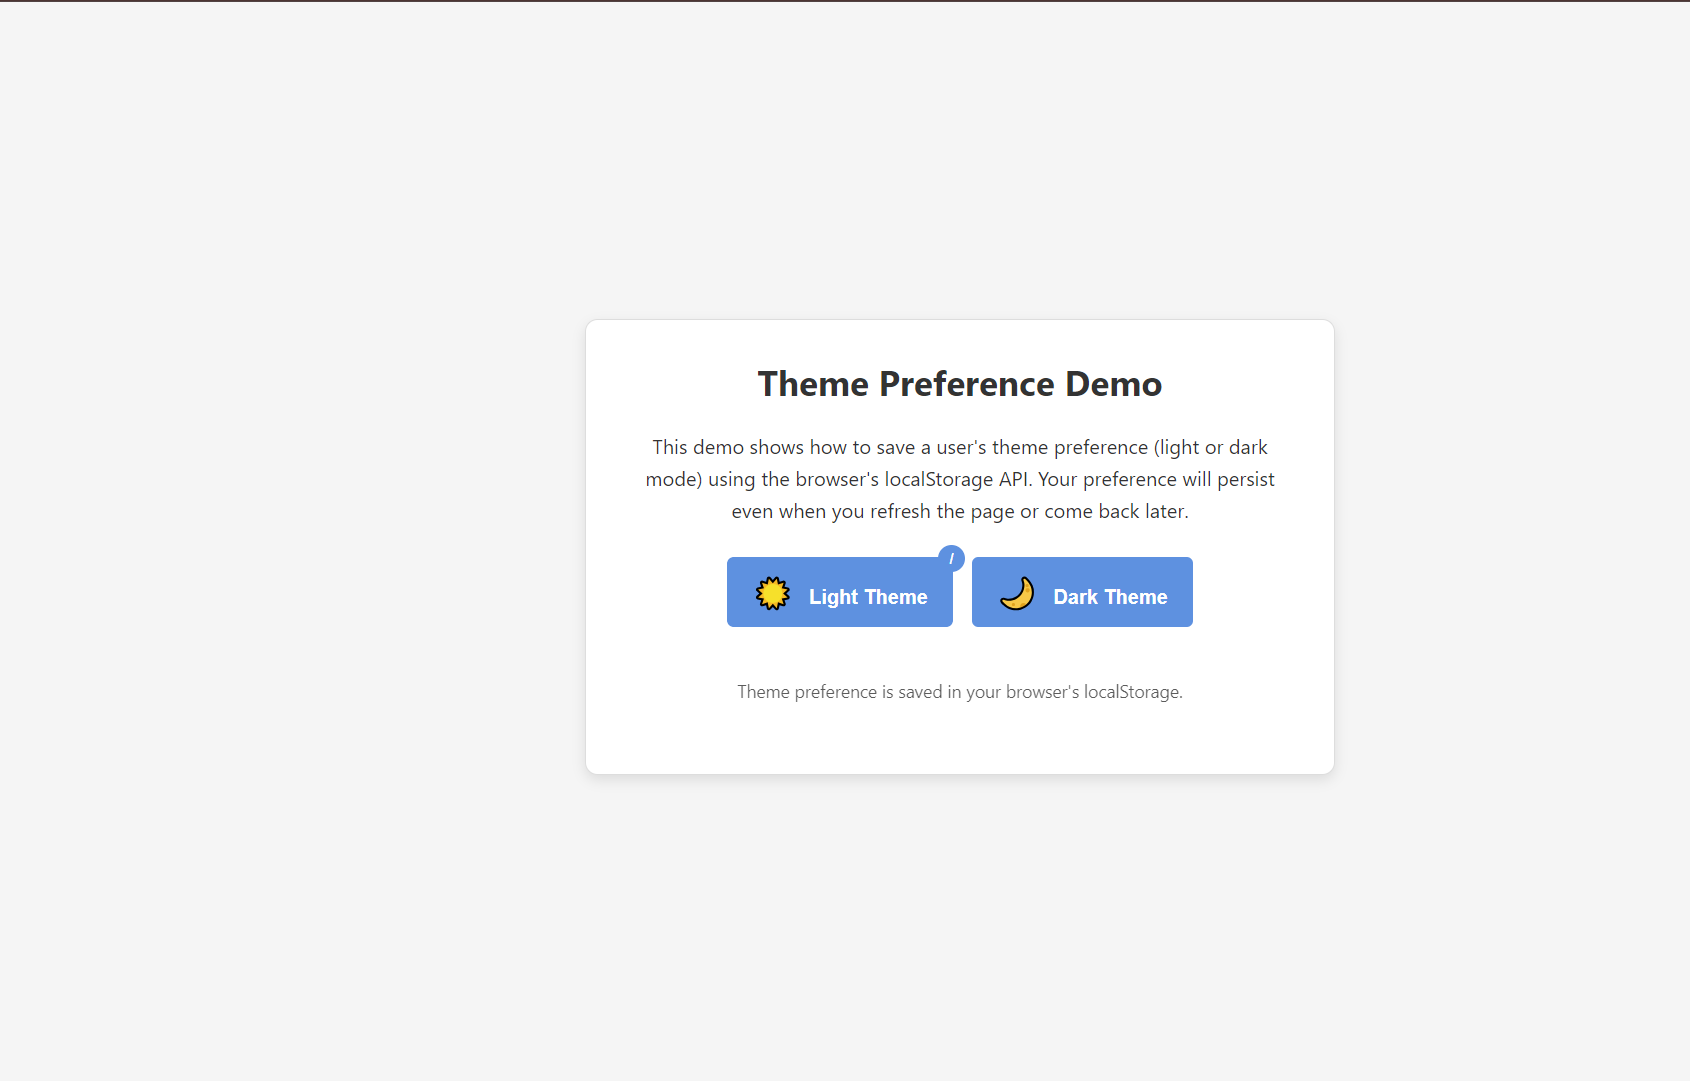 Theme Preference Demo
This demo shows how to save a user's theme preference (light or dark
mode) using the browser's localStorage API. Your preference will persist
even when you refresh the page or come back later.
/
Light Theme
Dark Theme
Theme preference is saved in your browser's localStorage.